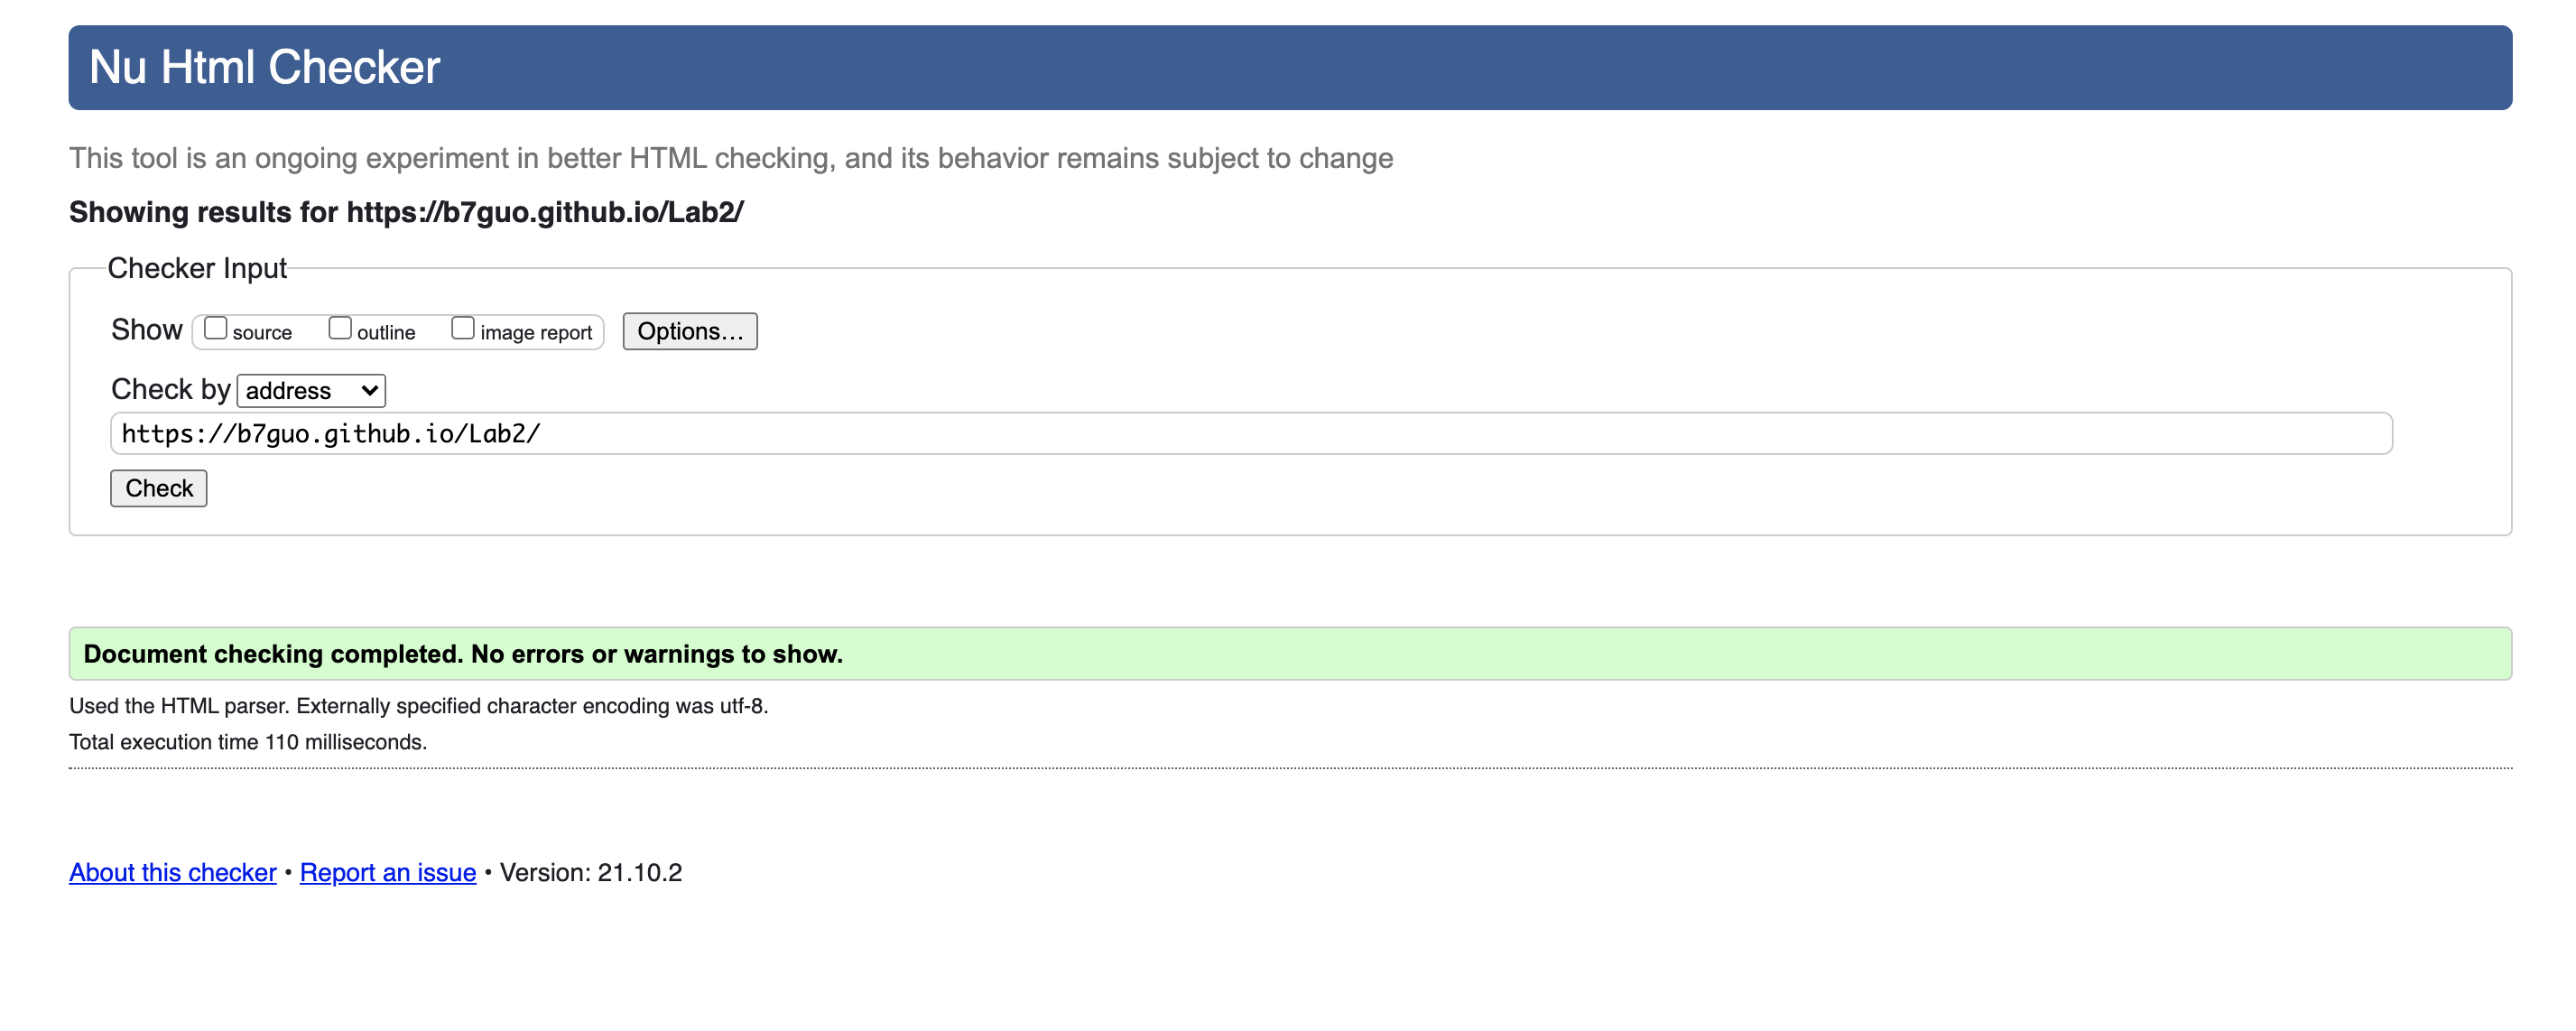 Nu Html Checker
This tool is an ongoing experiment in better HTML checking, and its behavior remains subject to change
Showing results for https://b7guo.github.io/Lab2/
Checker Input
Show source outline image report Options...
Check by address
https://b7guo.github.io/Lab2/
Check
Document checking completed. No errors or warnings to show.
Used the HTML parser. Externally specified character encoding was utf-8.
Total execution time 110 milliseconds.
About this checker • Report an issue • Version: 21.10.2